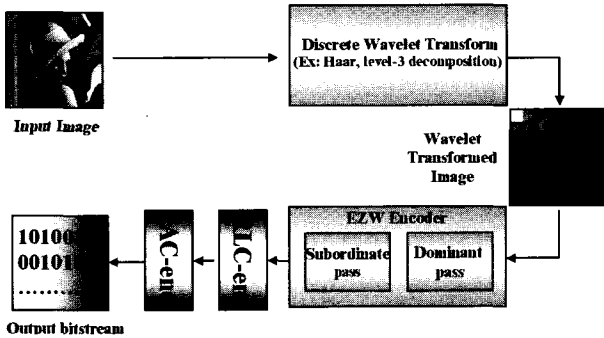 Discrete Wavelet Transform
(Ex: Haar, level-3 decomposition)
Input Image
Wavelet
Transformed
Image
EZW Encoder
Subordinate
pass
Dominant
pass
LC-en
AC-en
10100
00101
........
Output bitstream